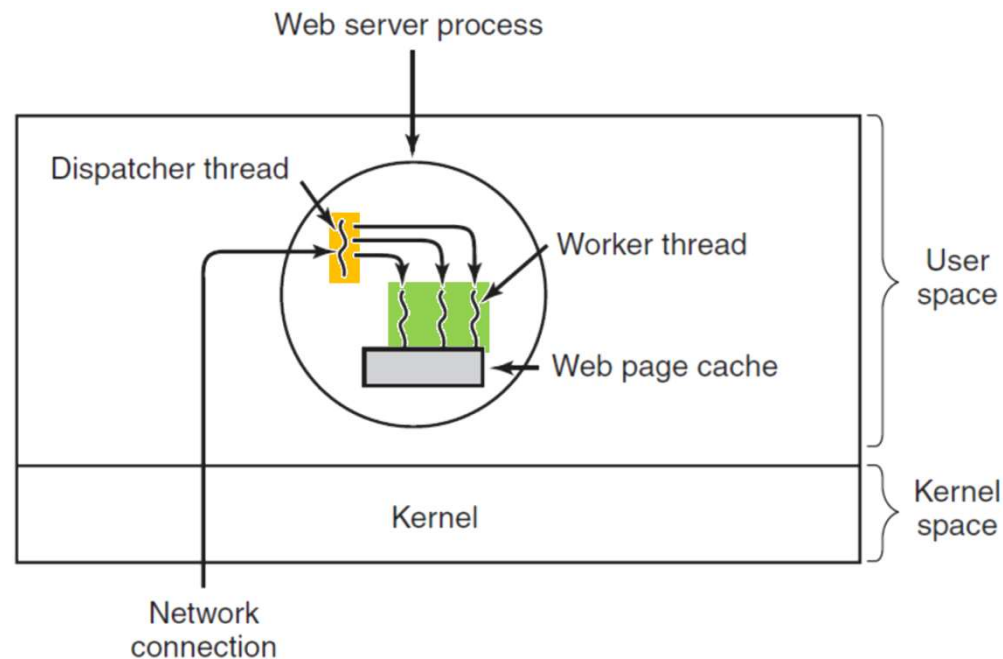 Web server process
Dispatcher thread
Worker thread
User
space
Web page cache
Kernel
Kernel
space
Network
connection